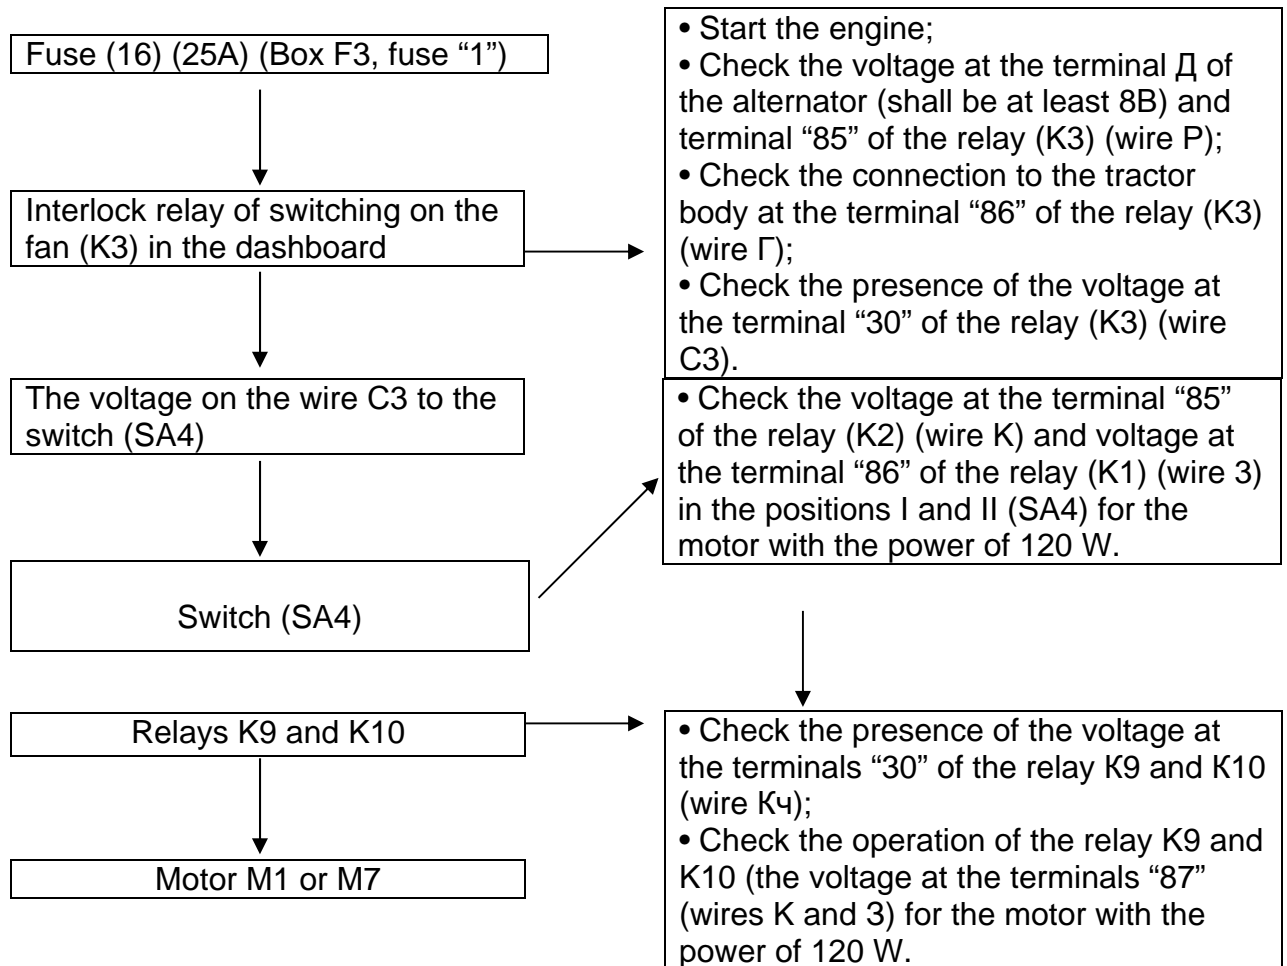 Fuse (16) (25A) (Box F3, fuse “1”)
Interlock relay of switching on the
fan (K3) in the dashboard
The voltage on the wire C3 to the
switch (SA4)
Switch (SA4)
Relays K9 and K10
Motor M1 or M7
• Start the engine;
• Check the voltage at the terminal Д of
the alternator (shall be at least 8В) and
terminal “85” of the relay (K3) (wire P);
• Check the connection to the tractor
body at the terminal “86” of the relay (K3)
(wire Г);
• Check the presence of the voltage at
the terminal “30” of the relay (K3) (wire
C3).
• Check the voltage at the terminal “85”
of the relay (K2) (wire K) and voltage at
the terminal “86” of the relay (K1) (wire 3)
in the positions I and II (SA4) for the
motor with the power of 120 W.
• Check the presence of the voltage at
the terminals “30” of the relay К9 and К10
(wire Кч);
• Check the operation of the relay K9 and
K10 (the voltage at the terminals “87”
(wires K and З) for the motor with the
power of 120 W.